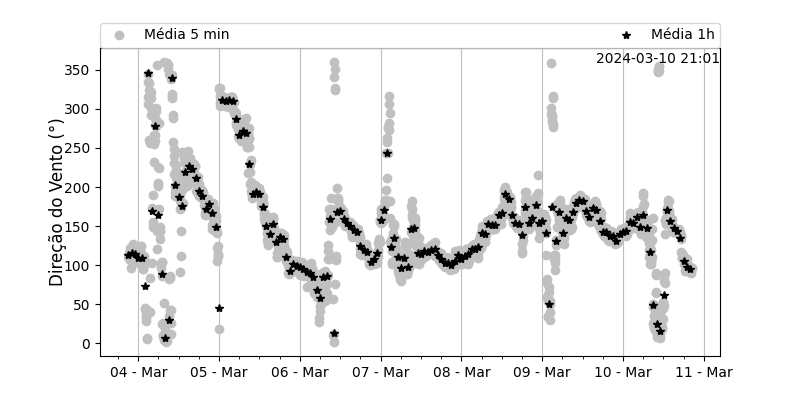 Média 5 min
Média 1h
2024-03-10 21:01
Direção do Vento (°)
350
300
250
200
150
100
50
0
04 - Mar
05 - Mar
06 - Mar
07 - Mar
08 - Mar
09 - Mar
10 - Mar
11 - Mar